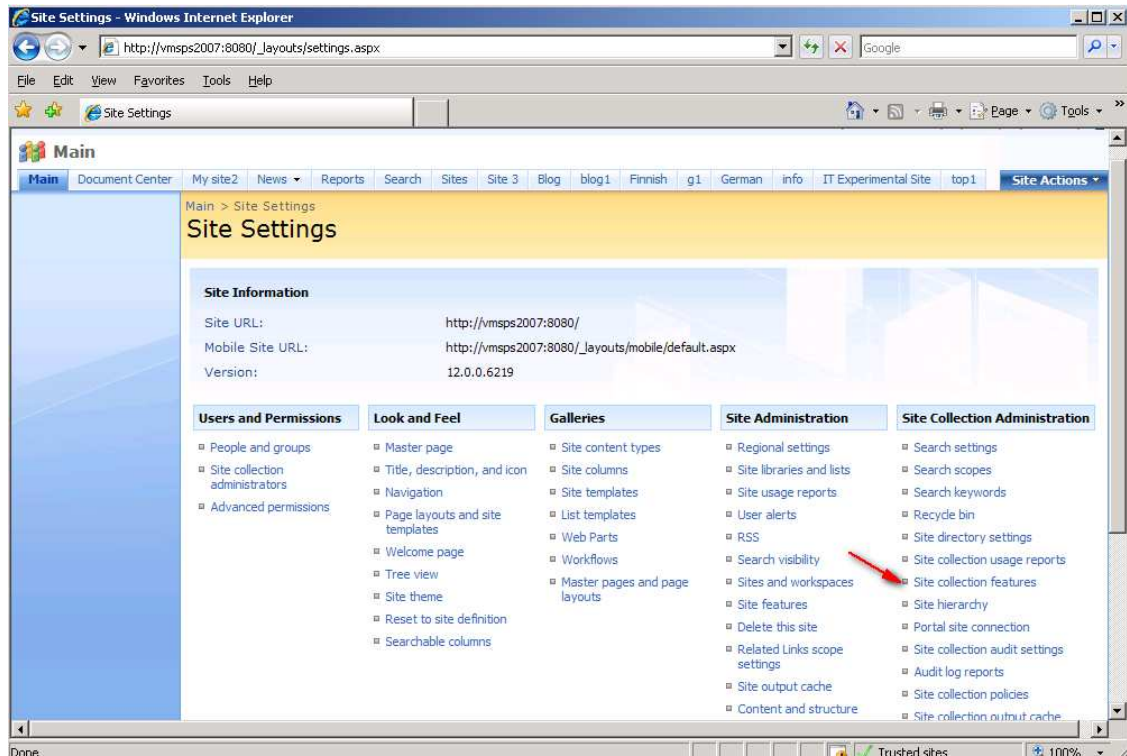 Site Settings - Windows Internet Explorer
http://vmsps2007:8080/_layouts/settings.aspx
Google
File Edit View Favorites Tools Help
Site Settings
Page Tools »
Main
Main Document Center My site2 News Reports Search Sites Site 3 Blog blog1 Finnish g1 German info IT Experimental Site top1 Site Actions
Main > Site Settings
Site Settings
Site Information
Site URL: http://vmsps2007:8080/
Mobile Site URL: http://vmsps2007:8080/_layouts/mobile/default.aspx
Version: 12.0.0.6219
Users and Permissions
People and groups
Site collection
administrators
Advanced permissions
Look and Feel
Master page
Title, description, and icon
Navigation
Page layouts and site
templates
Welcome page
Tree view
Site theme
Reset to site definition
Searchable columns
Galleries
Site content types
Site columns
Site templates
List templates
Web Parts
Workflows
Master pages and page
layouts
Site Administration
Regional settings
Site libraries and lists
Site usage reports
User alerts
RSS
Search visibility
Sites and workspaces
Site features
Delete this site
Related Links scope
settings
Site output cache
Content and structure
Site Collection Administration
Search settings
Search scopes
Search keywords
Recycle bin
Site directory settings
Site collection usage reports
Site collection features
Site hierarchy
Portal site connection
Site collection audit settings
Audit log reports
Site collection policies
Site collection output cache
Done Trusted sites 100%